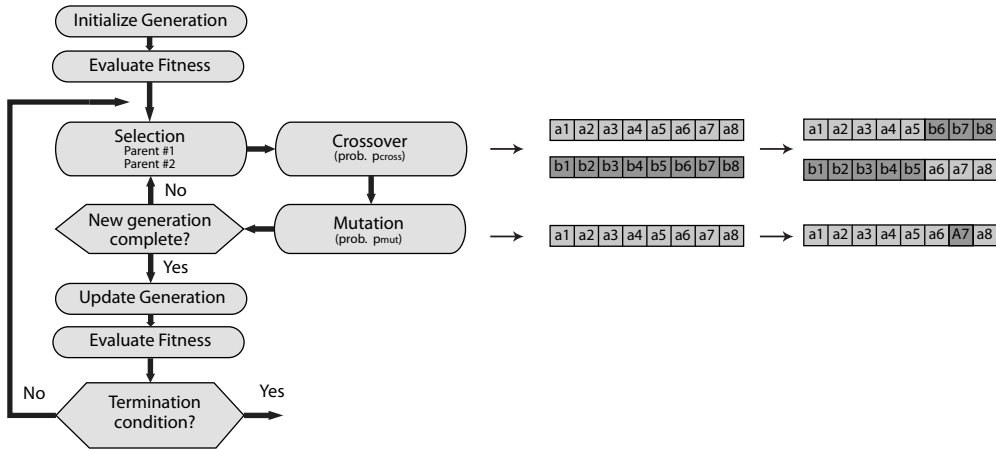 Initialize Generation
Evaluate Fitness
Selection
Parent #1
Parent #2
Crossover
(prob. pcross)
a1 a2 a3 a4 a5 a6 a7 a8
b1 b2 b3 b4 b5 b6 b7 b8
a1 a2 a3 a4 a5 b6 b7 b8
b1 b2 b3 b4 b5 a6 a7 a8
No
New generation
complete?
Mutation
(prob. pmut)
a1 a2 a3 a4 a5 a6 a7 a8
a1 a2 a3 a4 a5 a6 A7 a8
Yes
Update Generation
Evaluate Fitness
No
Termination
condition?
Yes